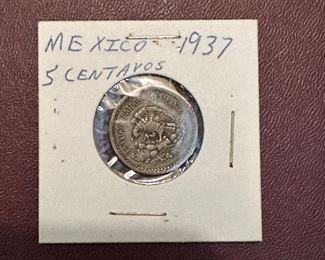 MEXICO - 1937
5 CENTAVOS